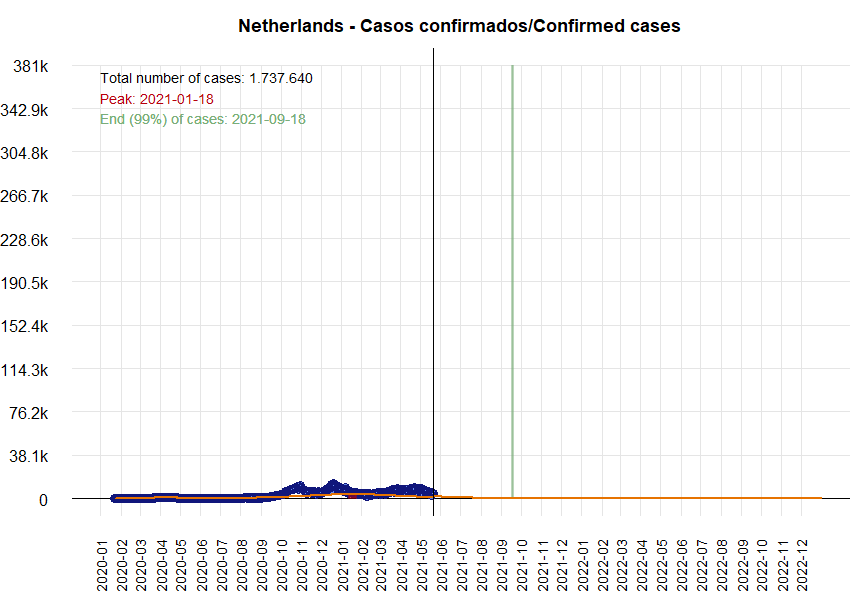 Netherlands - Casos confirmados/Confirmed cases
381k
342.9k
304.8k
266.7k
228.6k
190.5k
152.4k
114.3k
76.2k
38.1k
0
Total number of cases: 1.737.640
Peak: 2021-01-18
End (99%) of cases: 2021-09-18
2020-01
2020-02
2020-03
2020-04
2020-05
2020-06
2020-07
2020-08
2020-09
2020-10
2020-11
2020-12
2021-01
2021-02
2021-03
2021-04
2021-05
2021-06
2021-07
2021-08
2021-09
2021-10
2021-11
2021-12
2022-01
2022-02
2022-03
2022-04
2022-05
2022-06
2022-07
2022-08
2022-09
2022-10
2022-11
2022-12